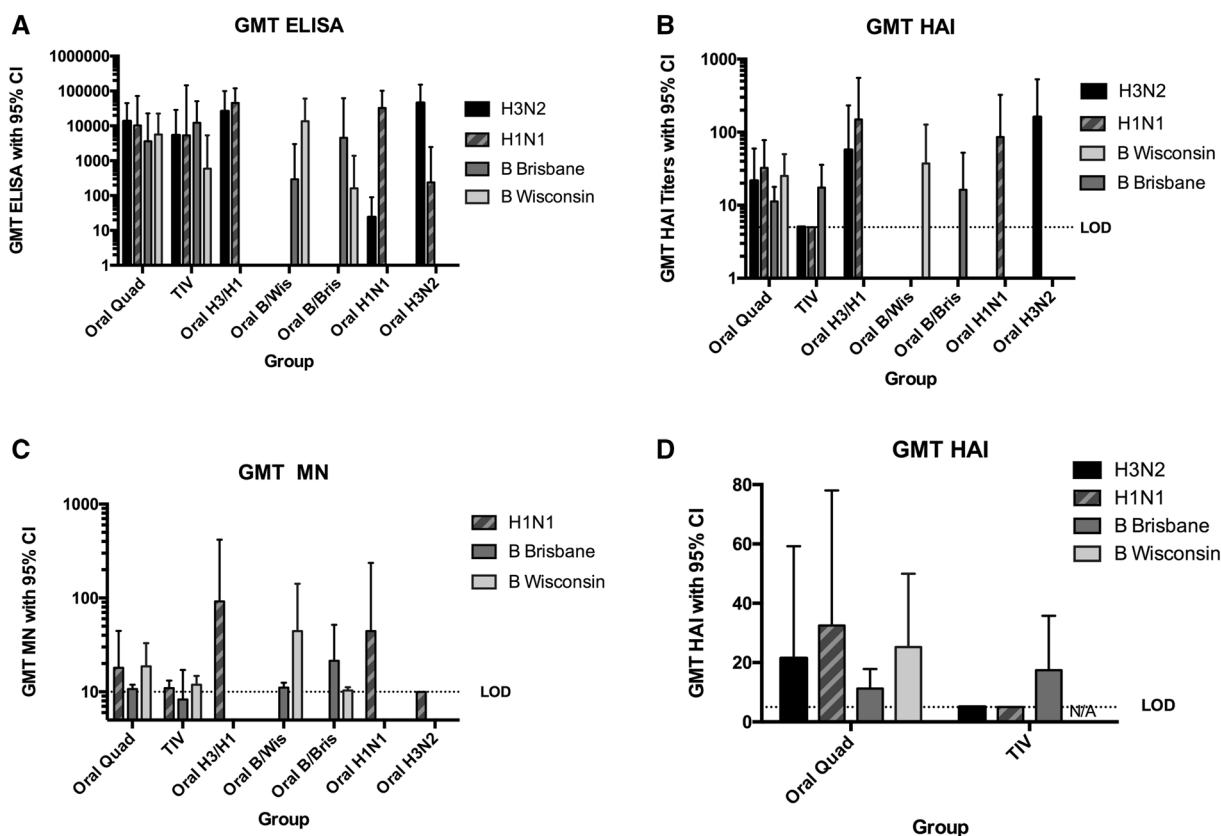 A
GMT ELISA
GMT ELISA with 95% CI
1000000
100000
10000
1000
100
10
1
Oral Quad
TIV
Oral H3/H1
Oral B/Wis
Oral B/Bris
Oral H1N1
Oral H3N2
Group
H3N2
H1N1
B Brisbane
B Wisconsin
B
GMT HAI
GMT HAI Titers with 95% CI
1000
100
10
1
LOD
Oral Quad
TIV
Oral H3/H1
Oral B/Wis
Oral B/Bris
Oral H1N1
Oral H3N2
Group
H3N2
H1N1
B Wisconsin
B Brisbane
C
GMT MN
GMT MN with 95% CI
1000
100
10
LOD
Oral Quad
TIV
Oral H3/H1
Oral B/Wis
Oral B/Bris
Oral H1N1
Oral H3N2
Group
H1N1
B Brisbane
B Wisconsin
D
GMT HAI
GMT HAI with 95% CI
80
60
40
20
0
N/A
LOD
Oral Quad
TIV
Group
H3N2
H1N1
B Brisbane
B Wisconsin